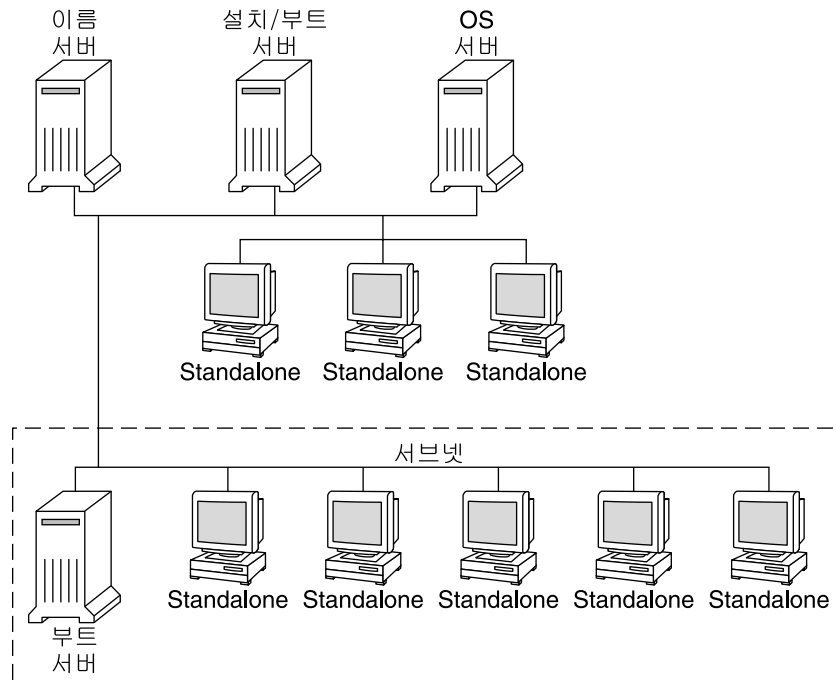 이름
서버
설치/부트
서버
OS
서버
Standalone
Standalone
Standalone
서브넷
Standalone
Standalone
Standalone
Standalone
Standalone
부트
서버